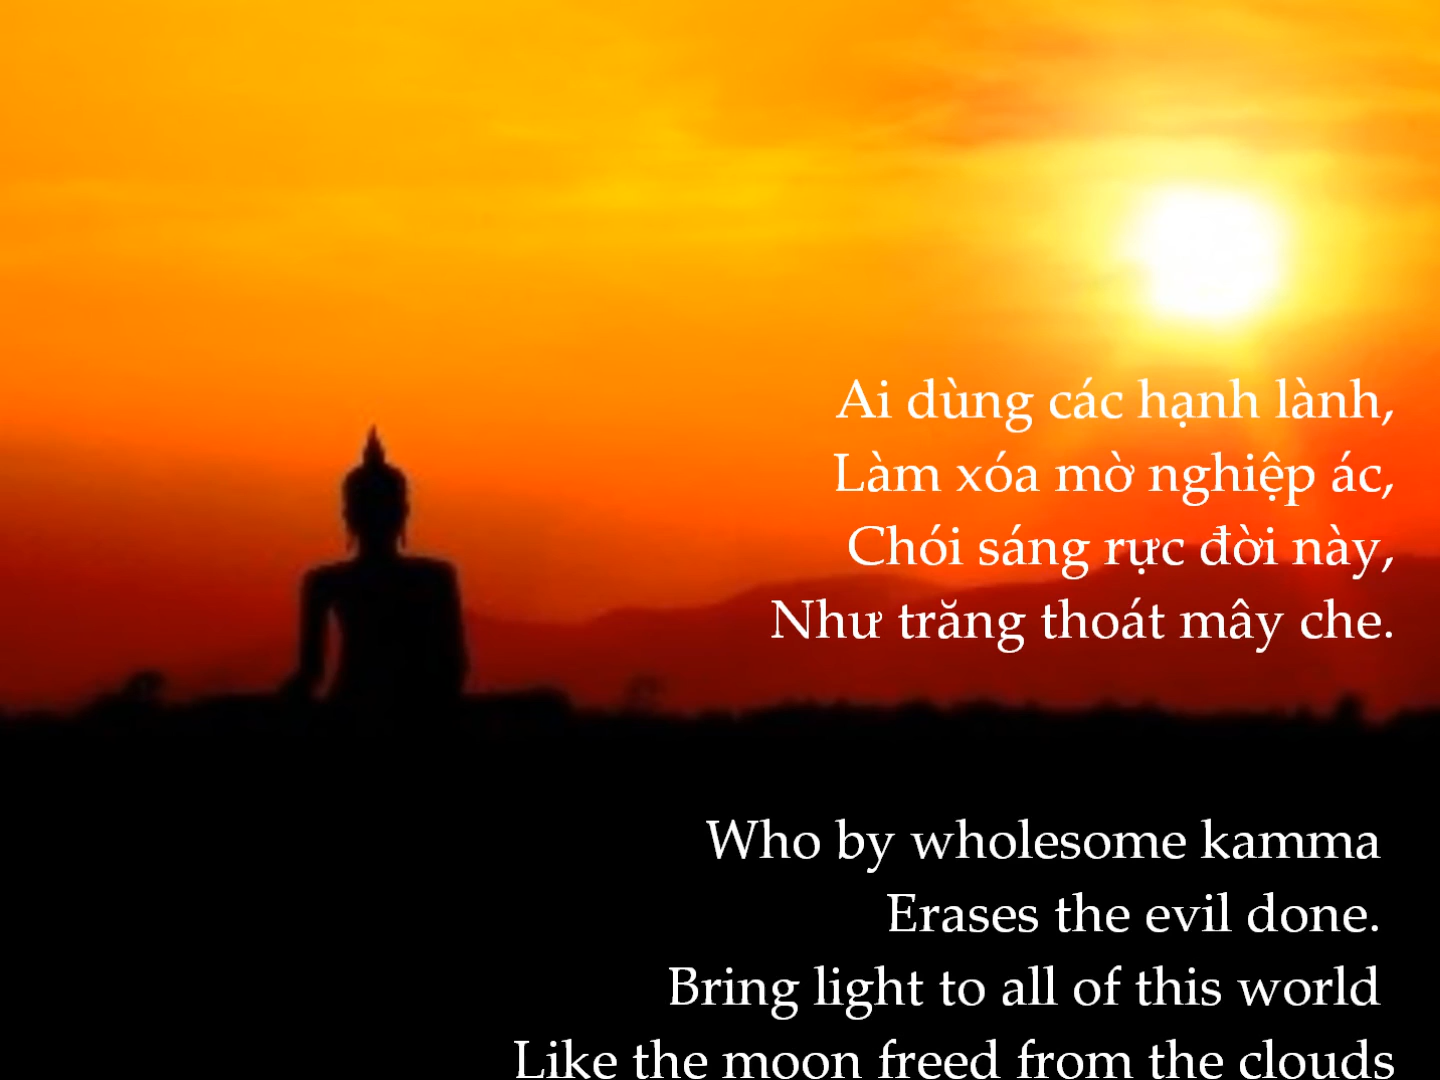 Ai dùng các hạnh lành,
Làm xóa mờ nghiệp ác,
Chói sáng rực đời này,
Như trăng thoát mây che.
Who by wholesome kamma
Erases the evil done.
Bring light to all of this world
Like the moon freed from the clouds